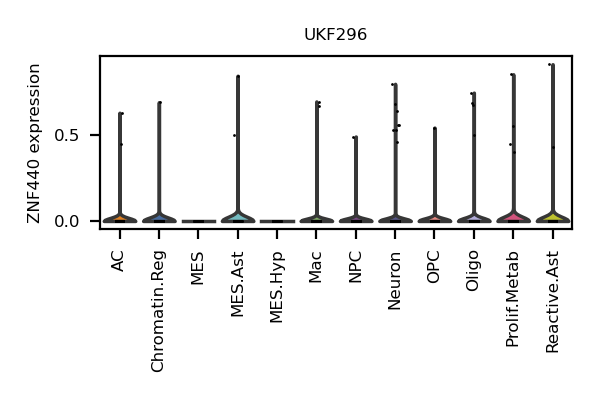 UKF296
ZNF440 expression
0.5
0.0
AC
Chromatin.Reg
MES
MES.Ast
MES.Hyp
Mac
NPC
Neuron
OPC
Oligo
Prolif.Metab
Reactive.Ast